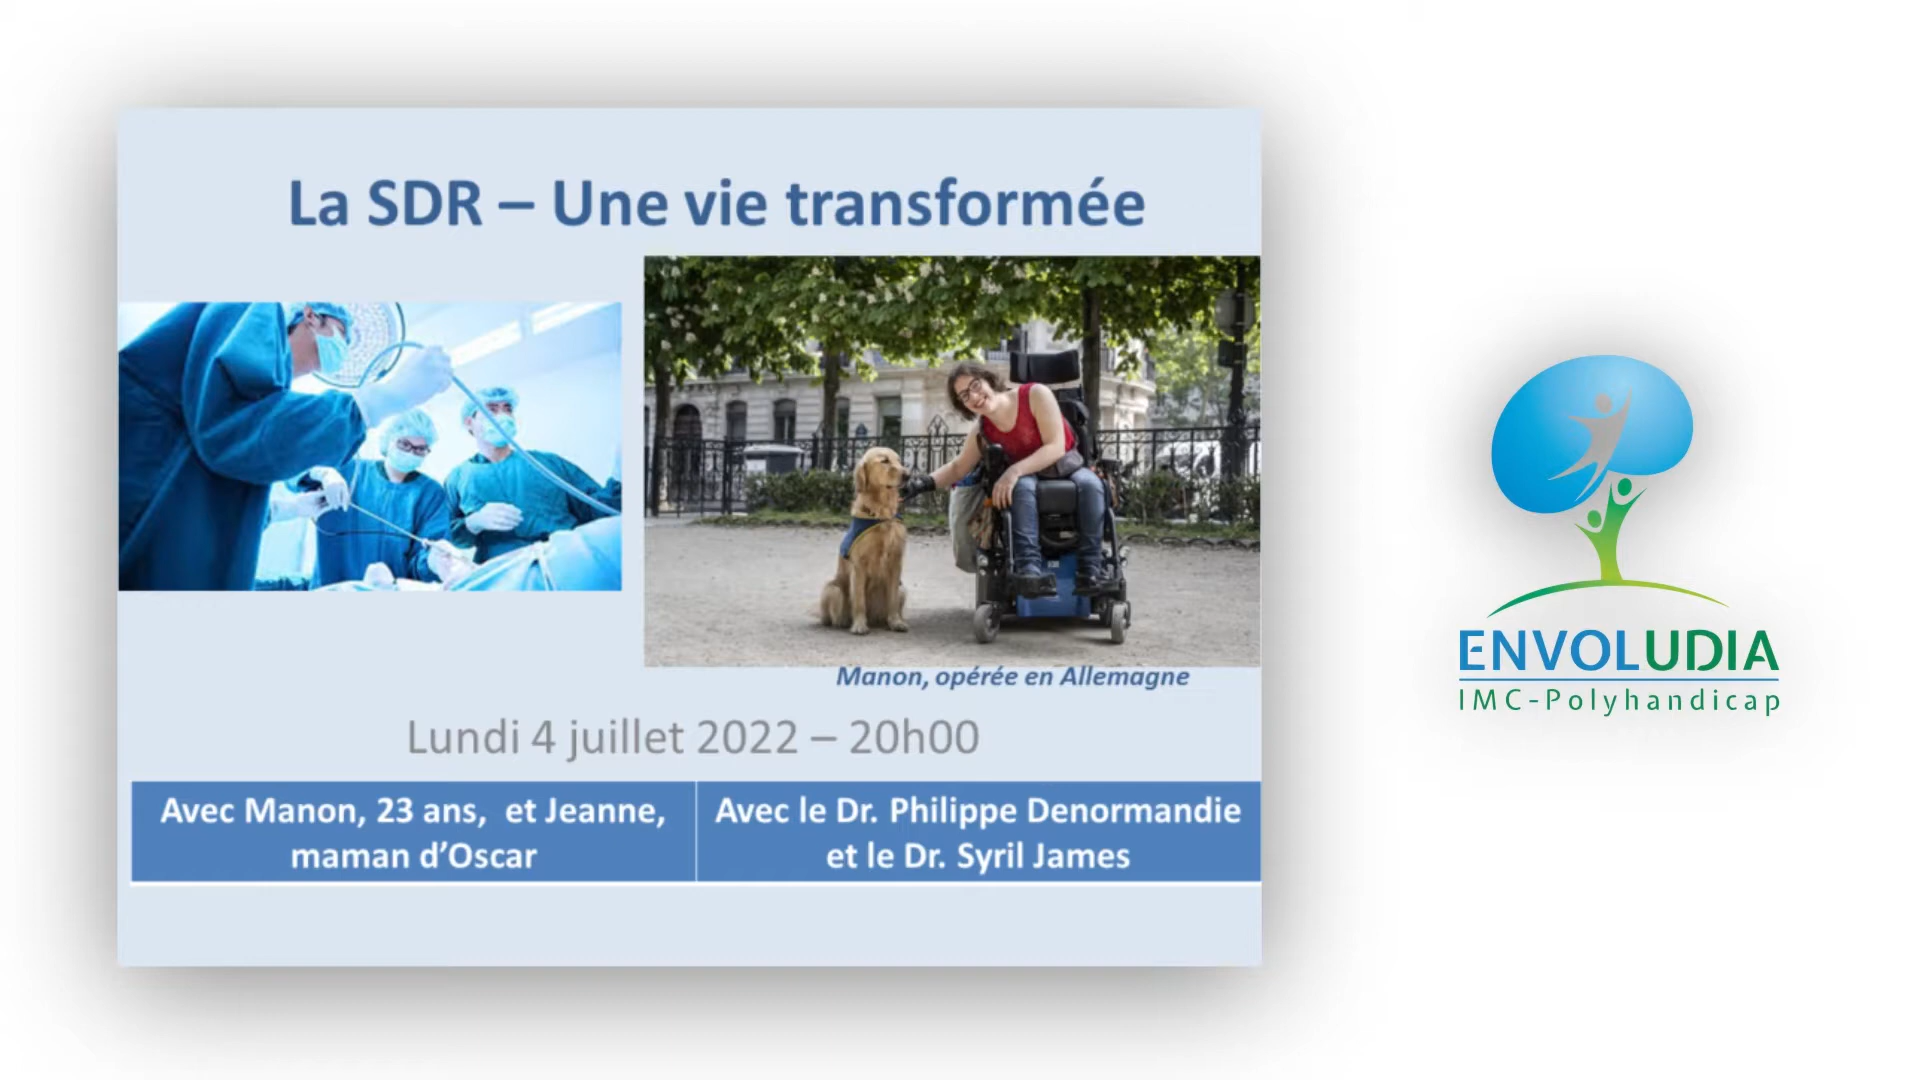 La SDR – Une vie transformée
Manon, opérée en Allemagne
Lundi 4 juillet 2022 – 20h00
Avec Manon, 23 ans, et Jeanne,
maman d’Oscar
Avec le Dr. Philippe Denormandie
et le Dr. Syril James
ENVOLUDIA
IMC-Polyhandicap